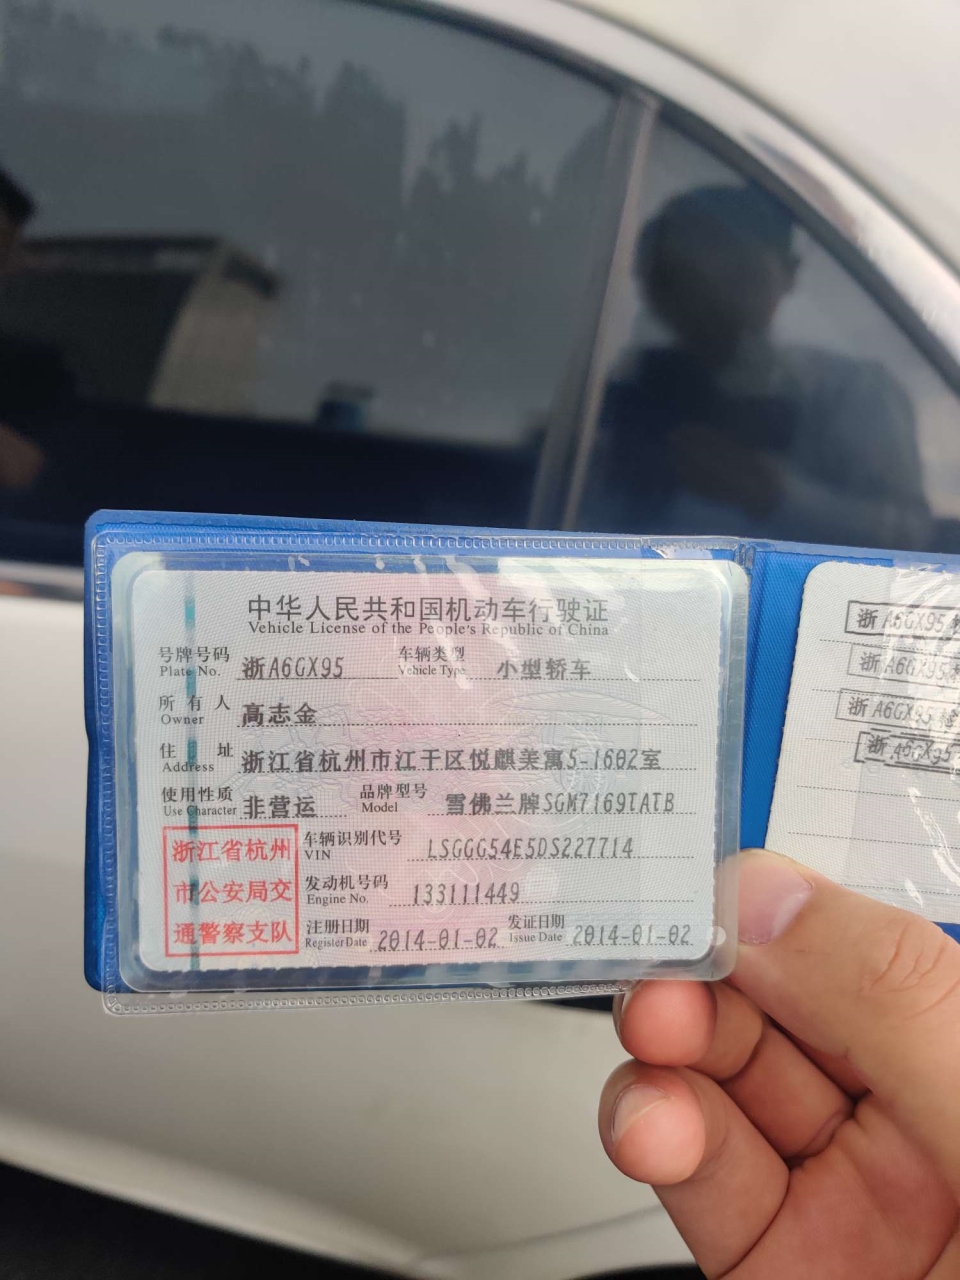 中华人民共和国机动车行驶证
Vehicle License of the People's Republic of China
号牌号码 浙A6GX95 车辆类型 小型轿车
Plate No. Vehicle Type
所有人 高志金
Owner
住址 浙江省杭州市江干区悦麒美寓5-1602室
Address
使用性质 非营运 品牌型号 雪佛兰牌SGM7169TATB
Use Character Model
浙江省杭州
市公安局交
通警察支队
车辆识别代号 LSGGG54E5DS227714
VIN
发动机号码 133111449
Engine No.
注册日期 2014-01-02 发证日期 2014-01-02
Register Date Issue Date
浙A6GX95
浙A6GX95
浙A6GX95
浙A6GX95